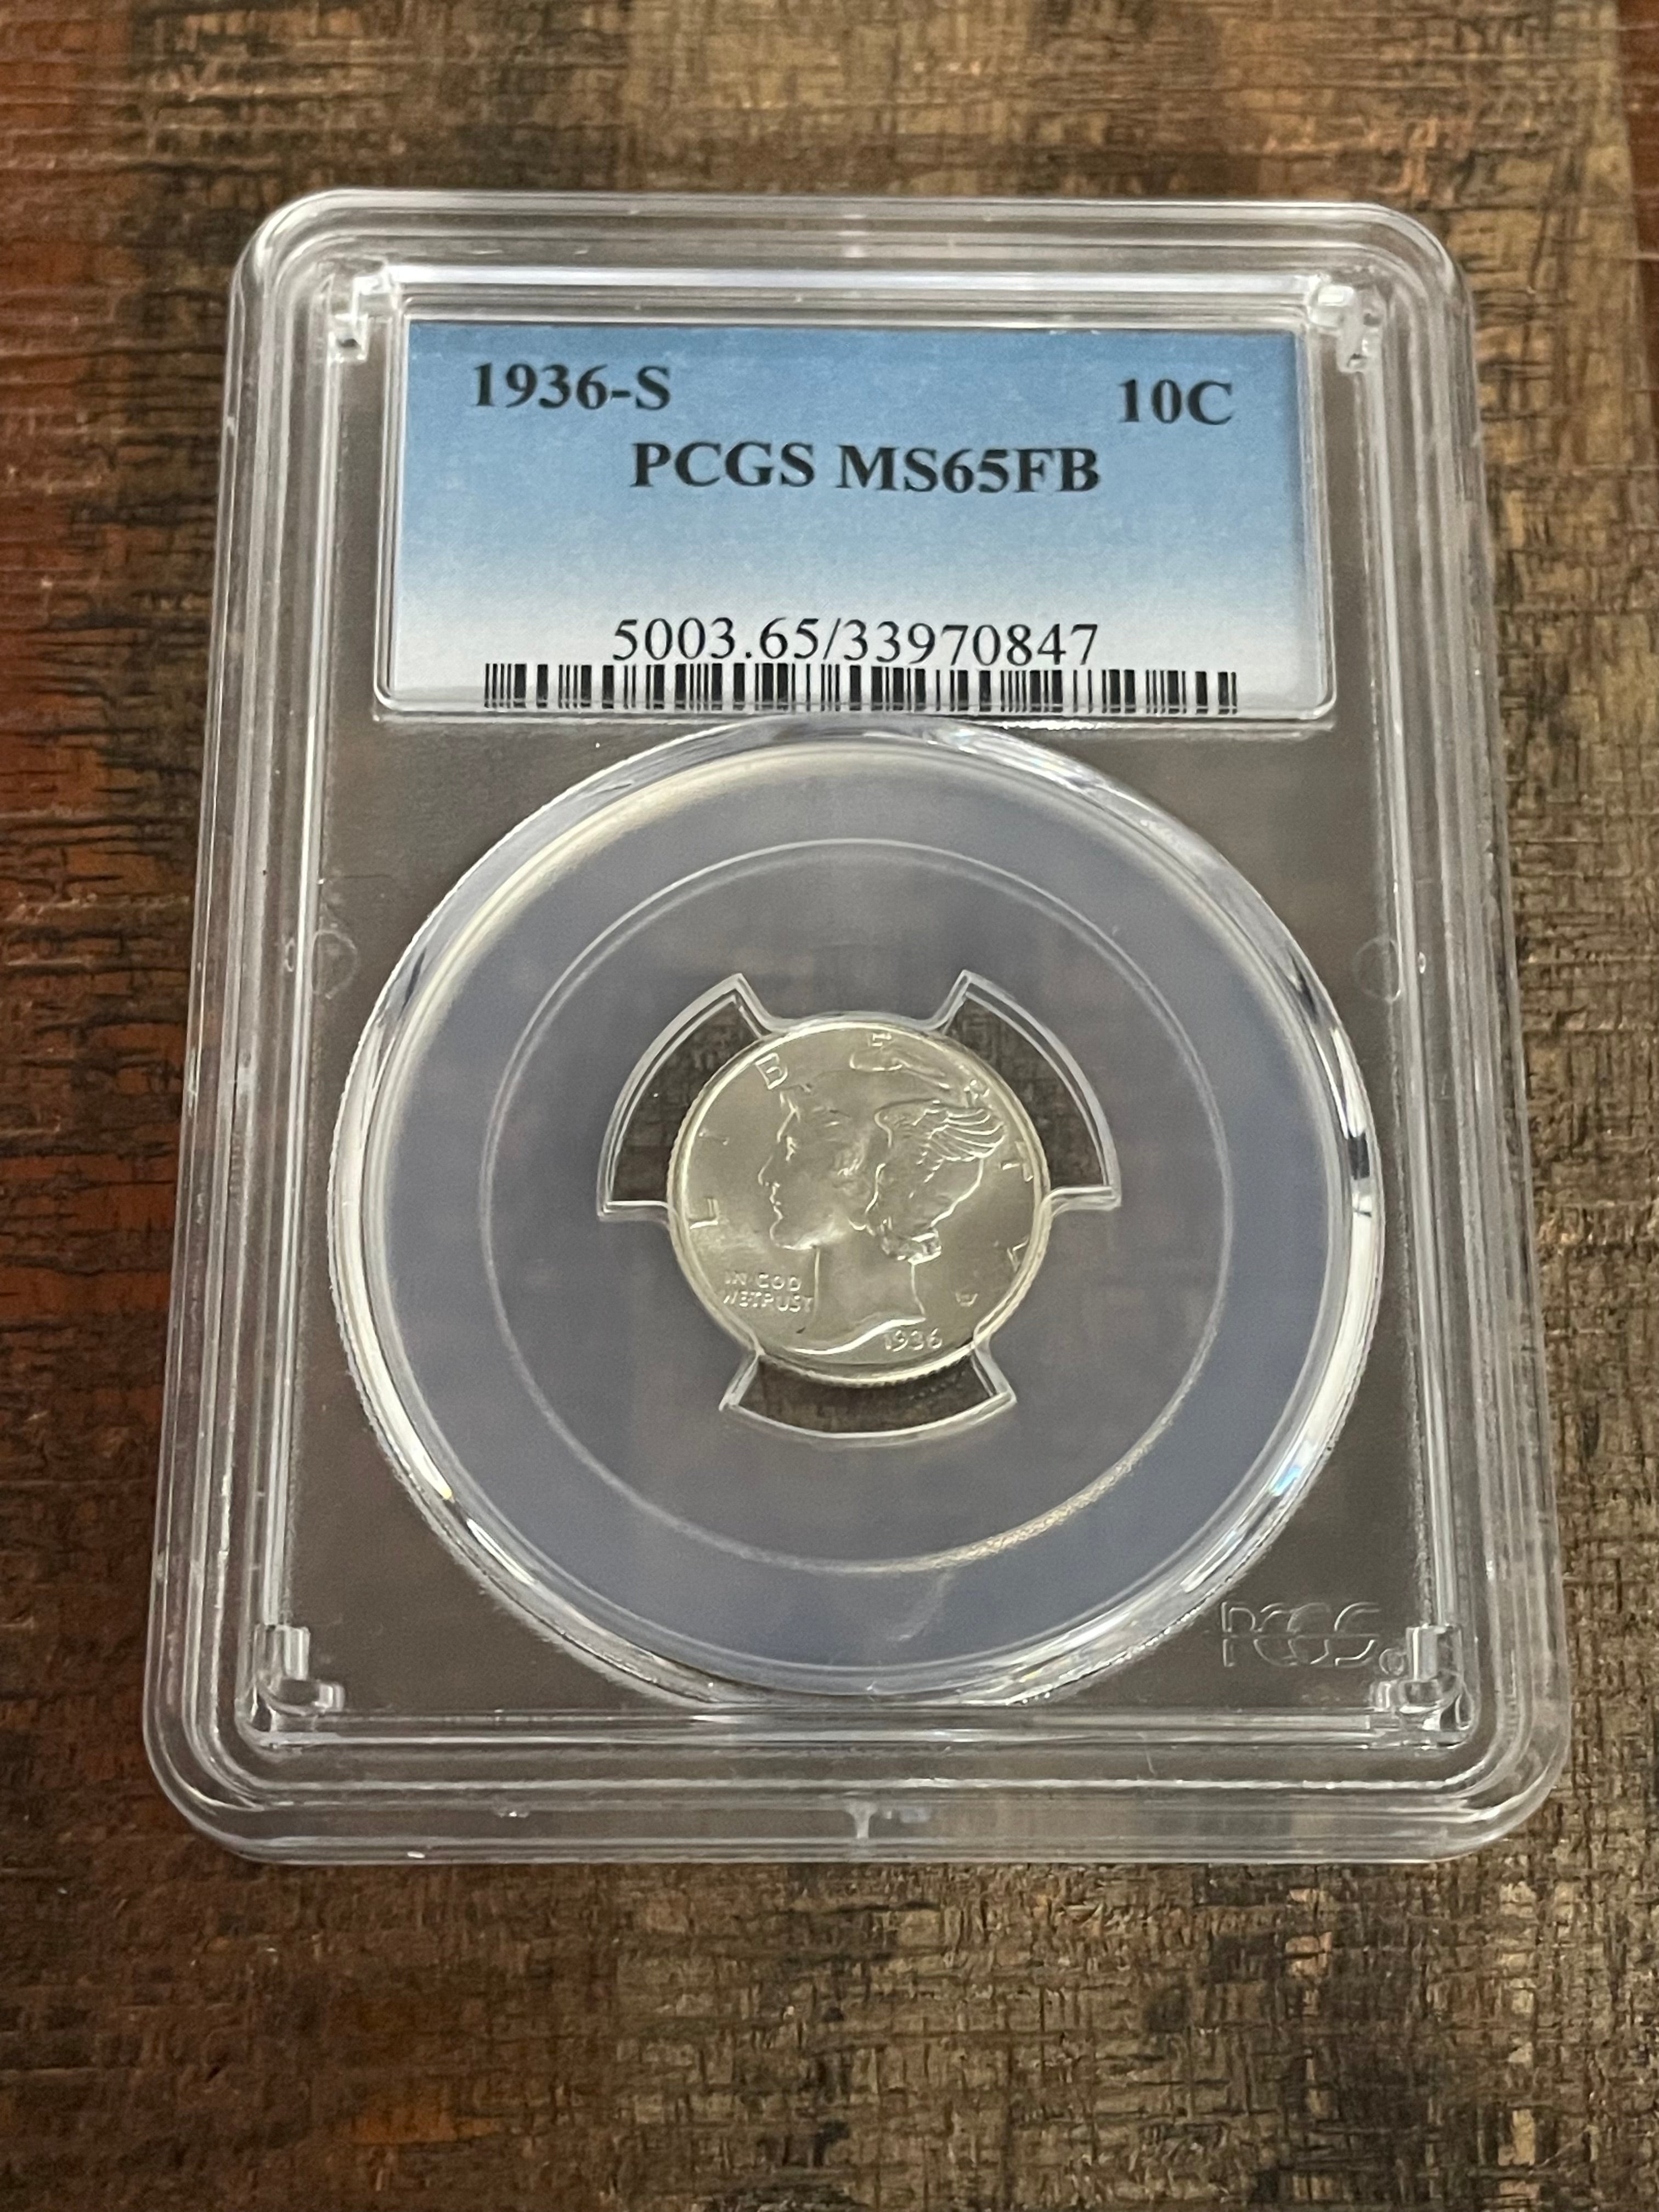 1936-S 10C
PCGS MS65FB
5003.65/33970847
LIBERTY
IN GOD
WE TRUST
1936
PCGS